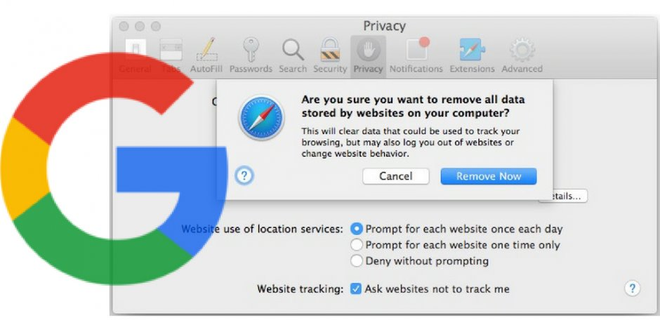 Privacy
General Tabs AutoFill Passwords Search Security Privacy Notifications Extensions Advanced
Are you sure you want to remove all data
stored by websites on your computer?
This will clear data that could be used to track your
browsing, but may also log you out of websites or
change website behavior.
? Cancel Remove Now
etails...
Website use of location services: Prompt for each website once each day
Prompt for each website one time only
Deny without prompting
Website tracking: Ask websites not to track me ?